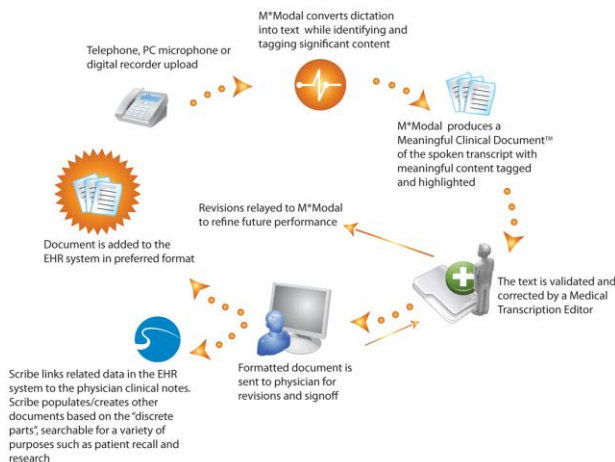 Telephone, PC microphone or
digital recorder upload
M*Modal converts dictation
into text while identifying and
tagging significant content
M*Modal produces a
Meaningful Clinical Document™
of the spoken transcript with
meaningful content tagged
and highlighted
Revisions relayed to M*Modal
to refine future performance
Document is added to the
EHR system in preferred format
The text is validated and
corrected by a Medical
Transcription Editor
Formatted document is
sent to physician for
revisions and signoff
Scribe links related data in the EHR
system to the physician clinical notes.
Scribe populates/creates other
documents based on the “discrete
parts”, searchable for a variety of
purposes such as patient recall and
research